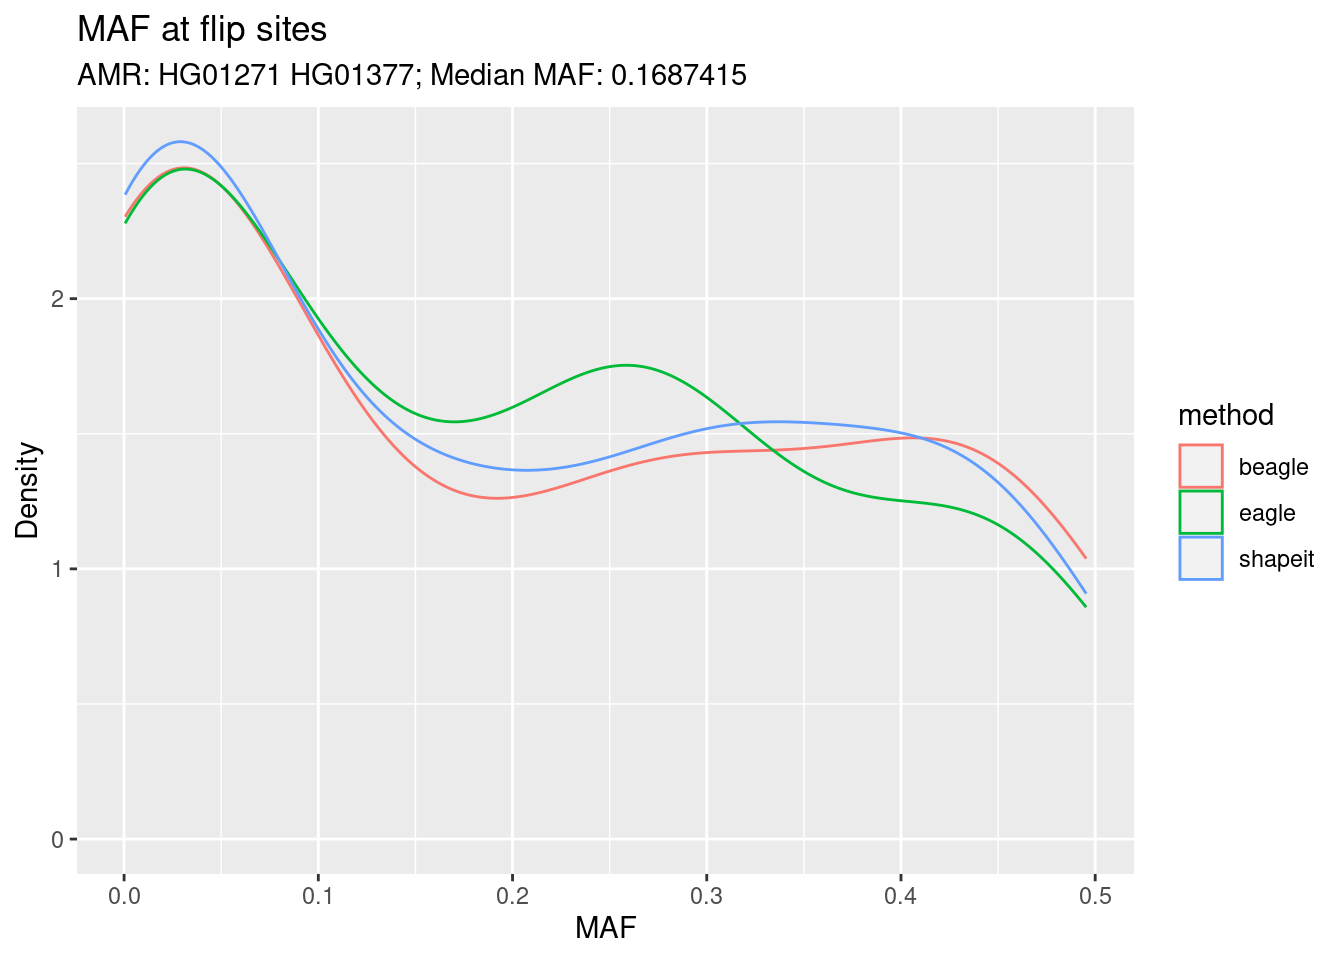 MAF at flip sites
AMR: HG01271 HG01377; Median MAF: 0.1687415
Density
2
1
0
0.0 0.1 0.2 0.3 0.4 0.5
MAF
method
beagle
eagle
shapeit